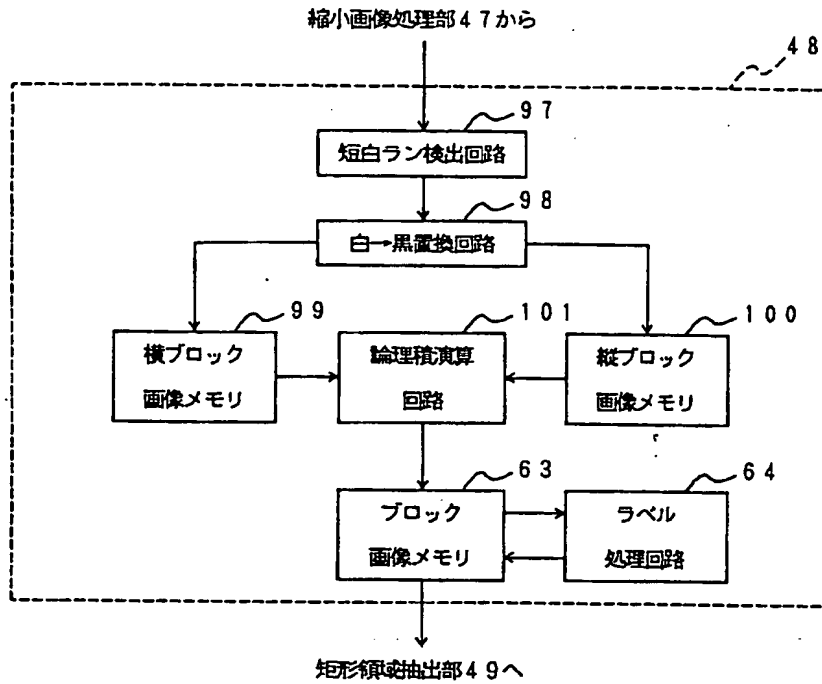 縮小画像処理部47から
48
97
短白ラン検出回路
98
白→黒置換回路
99
横ブロック
画像メモリ
101
論理積演算
回路
100
縦ブロック
画像メモリ
63
ブロック
画像メモリ
64
ラベル
処理回路
矩形領域抽出部49へ